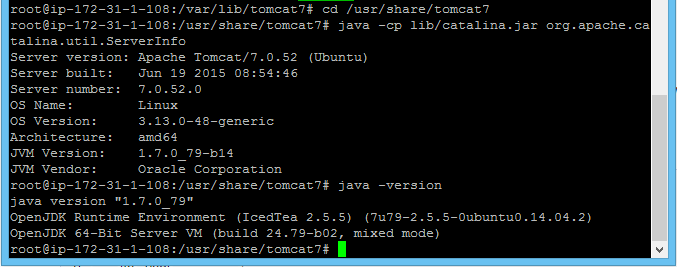 root@ip-172-31-1-108:/var/lib/tomcat7# cd /usr/share/tomcat7
root@ip-172-31-1-108:/usr/share/tomcat7# java -cp lib/catalina.jar org.apache.ca
talina.util.ServerInfo
Server version: Apache Tomcat/7.0.52 (Ubuntu)
Server built:   Jun 19 2015 08:54:46
Server number:  7.0.52.0
OS Name:        Linux
OS Version:     3.13.0-48-generic
Architecture:   amd64
JVM Version:    1.7.0_79-b14
JVM Vendor:     Oracle Corporation
root@ip-172-31-1-108:/usr/share/tomcat7# java -version
java version "1.7.0_79"
OpenJDK Runtime Environment (IcedTea 2.5.5) (7u79-2.5.5-0ubuntu0.14.04.2)
OpenJDK 64-Bit Server VM (build 24.79-b02, mixed mode)
root@ip-172-31-1-108:/usr/share/tomcat7#